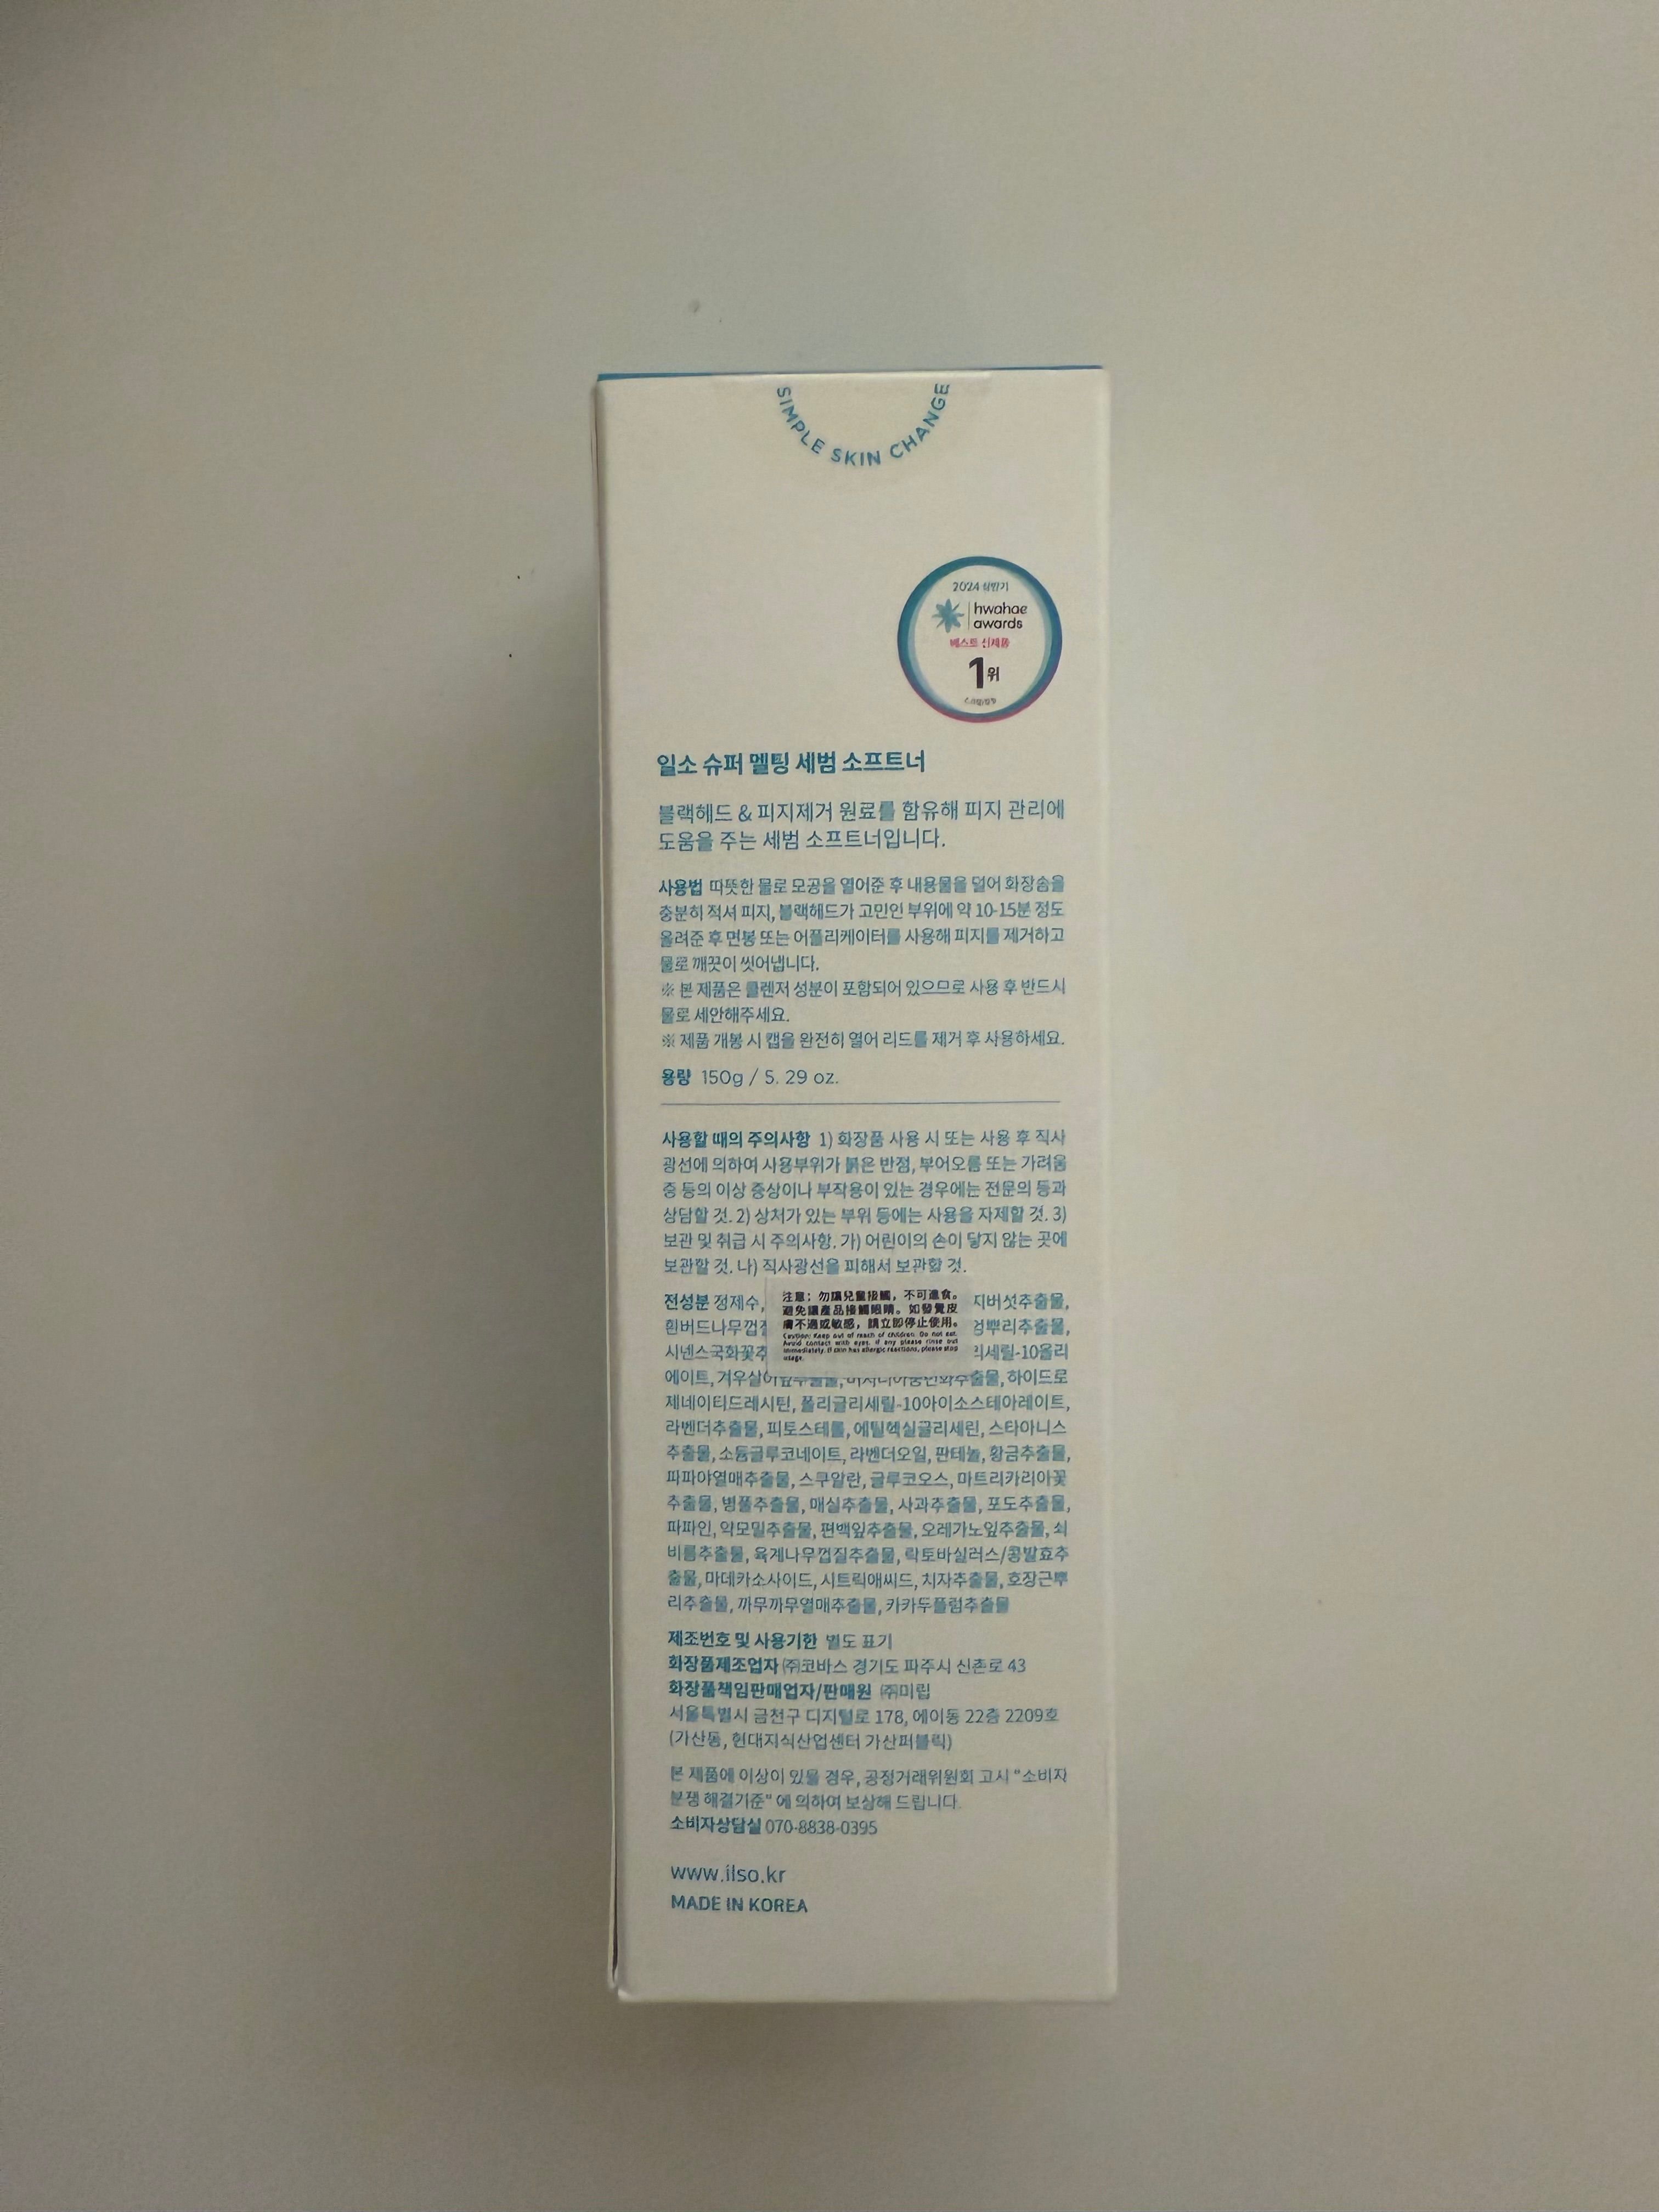 SIMPLE SKIN CHANGE
2024 상반기
hwahae
awards
베스트 신제품
1위
일소 슈퍼 멜팅 세범 소프트너
블랙헤드 & 피지제거 원료를 함유해 피지 관리에
도움을 주는 세범 소프트너입니다.
사용법 따뜻한 물로 모공을 열어준 후 내용물을 덜어 화장솜을
충분히 적셔 피지, 블랙헤드가 고민인 부위에 약 10-15분 정도
올려준 후 면봉 또는 어플리케이터를 사용해 피지를 제거하고
물로 깨끗이 씻어냅니다.
※ 본 제품은 클렌저 성분이 포함되어 있으므로 사용 후 반드시
물로 세안해주세요.
※ 제품 개봉 시 캡을 완전히 열어 리드를 제거 후 사용하세요.
용량 150g / 5. 29 oz.
사용할 때의 주의사항 1) 화장품 사용 시 또는 사용 후 직사
광선에 의하여 사용부위가 붉은 반점, 부어오름 또는 가려움
증 등의 이상 증상이나 부작용이 있는 경우에는 전문의 등과
상담할 것. 2) 상처가 있는 부위 등에는 사용을 자제할 것. 3)
보관 및 취급 시 주의사항. 가) 어린이의 손이 닿지 않는 곳에
보관할 것. 나) 직사광선을 피해서 보관할 것.
전성분 정제수, 지버섯추출물,
흰버드나무껍질 뿌리추출물,
시넨스국화꽃추 리세릴-10올리
注意：勿讓兒童接觸，不可進食。
避免讓產品接觸眼睛。如發覺皮
膚不適或敏感，請立即停止使用。
Caution: Keep out of reach of children. Do not eat.
Avoid contact with eyes, if any please rinse out
immediately. If skin has allergic reactions, please stop
usage.
에이트, 겨우살이잎추출물, 하이드로
제네이티드레시틴, 폴리글리세릴-10아이소스테아레이트,
라벤더추출물, 피토스테롤, 에틸헥실글리세린, 스타아니스
추출물, 소듐글루코네이트, 라벤더오일, 판테놀, 황금추출물,
파파야열매추출물, 스쿠알란, 글루코오스, 마트리카리아꽃
추출물, 병풀추출물, 매실추출물, 사과추출물, 포도추출물,
파파인, 약모밀추출물, 편백잎추출물, 오레가노잎추출물, 쇠
비름추출물, 육계나무껍질추출물, 락토바실러스/콩발효추
출물, 마데카소사이드, 시트릭애씨드, 치자추출물, 호장근뿌
리추출물, 까무까무열매추출물, 카카두플럼추출물
제조번호 및 사용기한 별도 표기
화장품제조업자 ㈜코바스 경기도 파주시 신촌로 43
화장품책임판매업자/판매원 ㈜미립
서울특별시 금천구 디지털로 178, 에이동 22층 2209호
(가산동, 현대지식산업센터 가산퍼블릭)
본 제품에 이상이 있을 경우, 공정거래위원회 고시 "소비자
분쟁 해결기준" 에 의하여 보상해 드립니다.
소비자상담실 070-8838-0395
www.ilso.kr
MADE IN KOREA